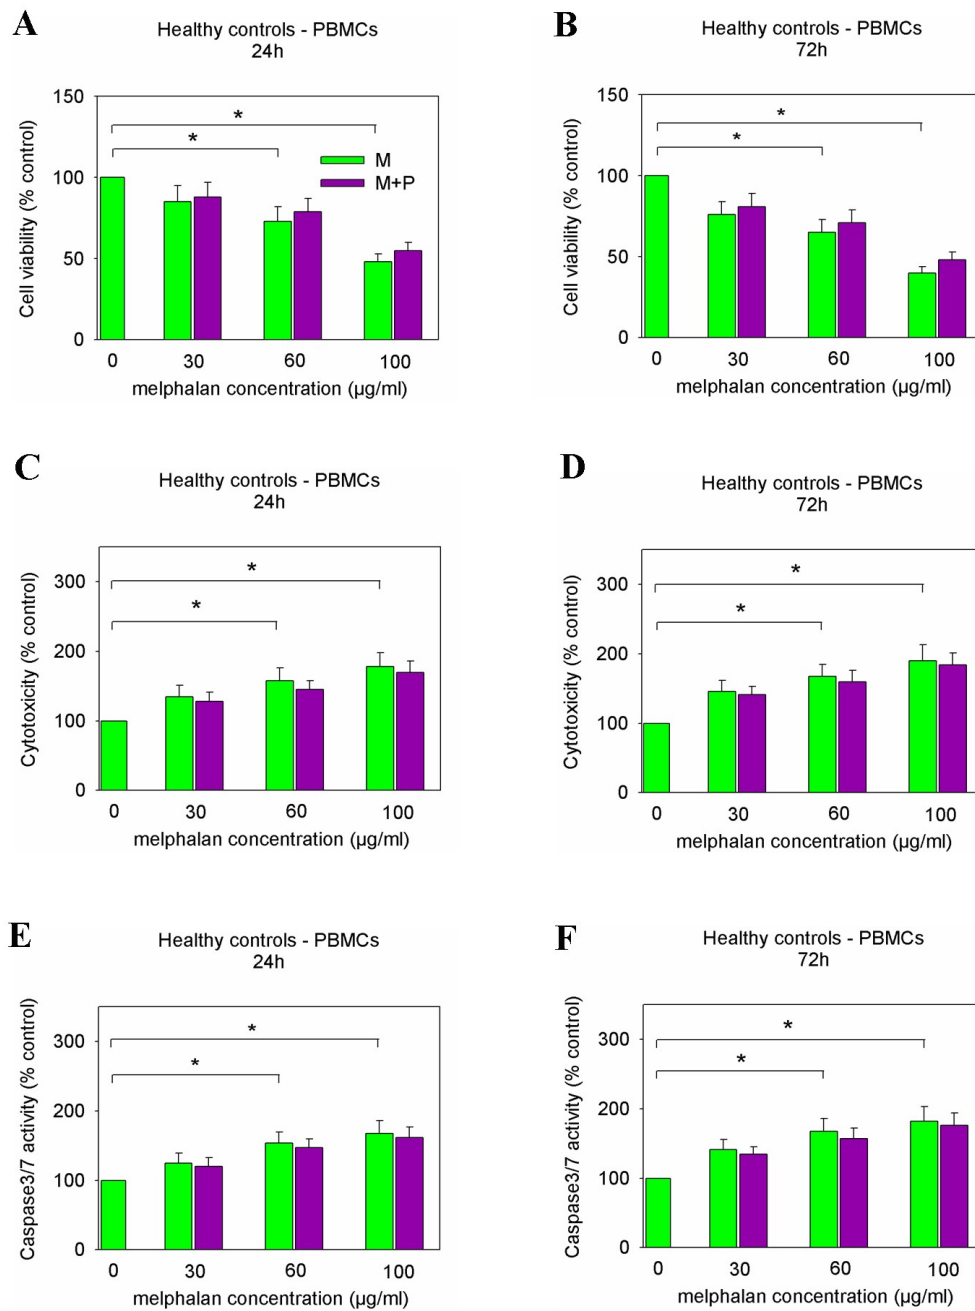 A
Healthy controls - PBMCs
24h
Cell viability (% control)
150
100
50
0
*
*
M
M+P
0 30 60 100
melphalan concentration (µg/ml)
B
Healthy controls - PBMCs
72h
Cell viability (% control)
150
100
50
0
*
*
0 30 60 100
melphalan concentration (µg/ml)
C
Healthy controls - PBMCs
24h
Cytotoxicity (% control)
300
200
100
0
*
*
0 30 60 100
melphalan concentration (µg/ml)
D
Healthy controls - PBMCs
72h
Cytotoxicity (% control)
300
200
100
0
*
*
0 30 60 100
melphalan concentration (µg/ml)
E
Healthy controls - PBMCs
24h
Caspase3/7 activity (% control)
300
200
100
0
*
*
0 30 60 100
melphalan concentration (µg/ml)
F
Healthy controls - PBMCs
72h
Caspase3/7 activity (% control)
300
200
100
0
*
*
0 30 60 100
melphalan concentration (µg/ml)